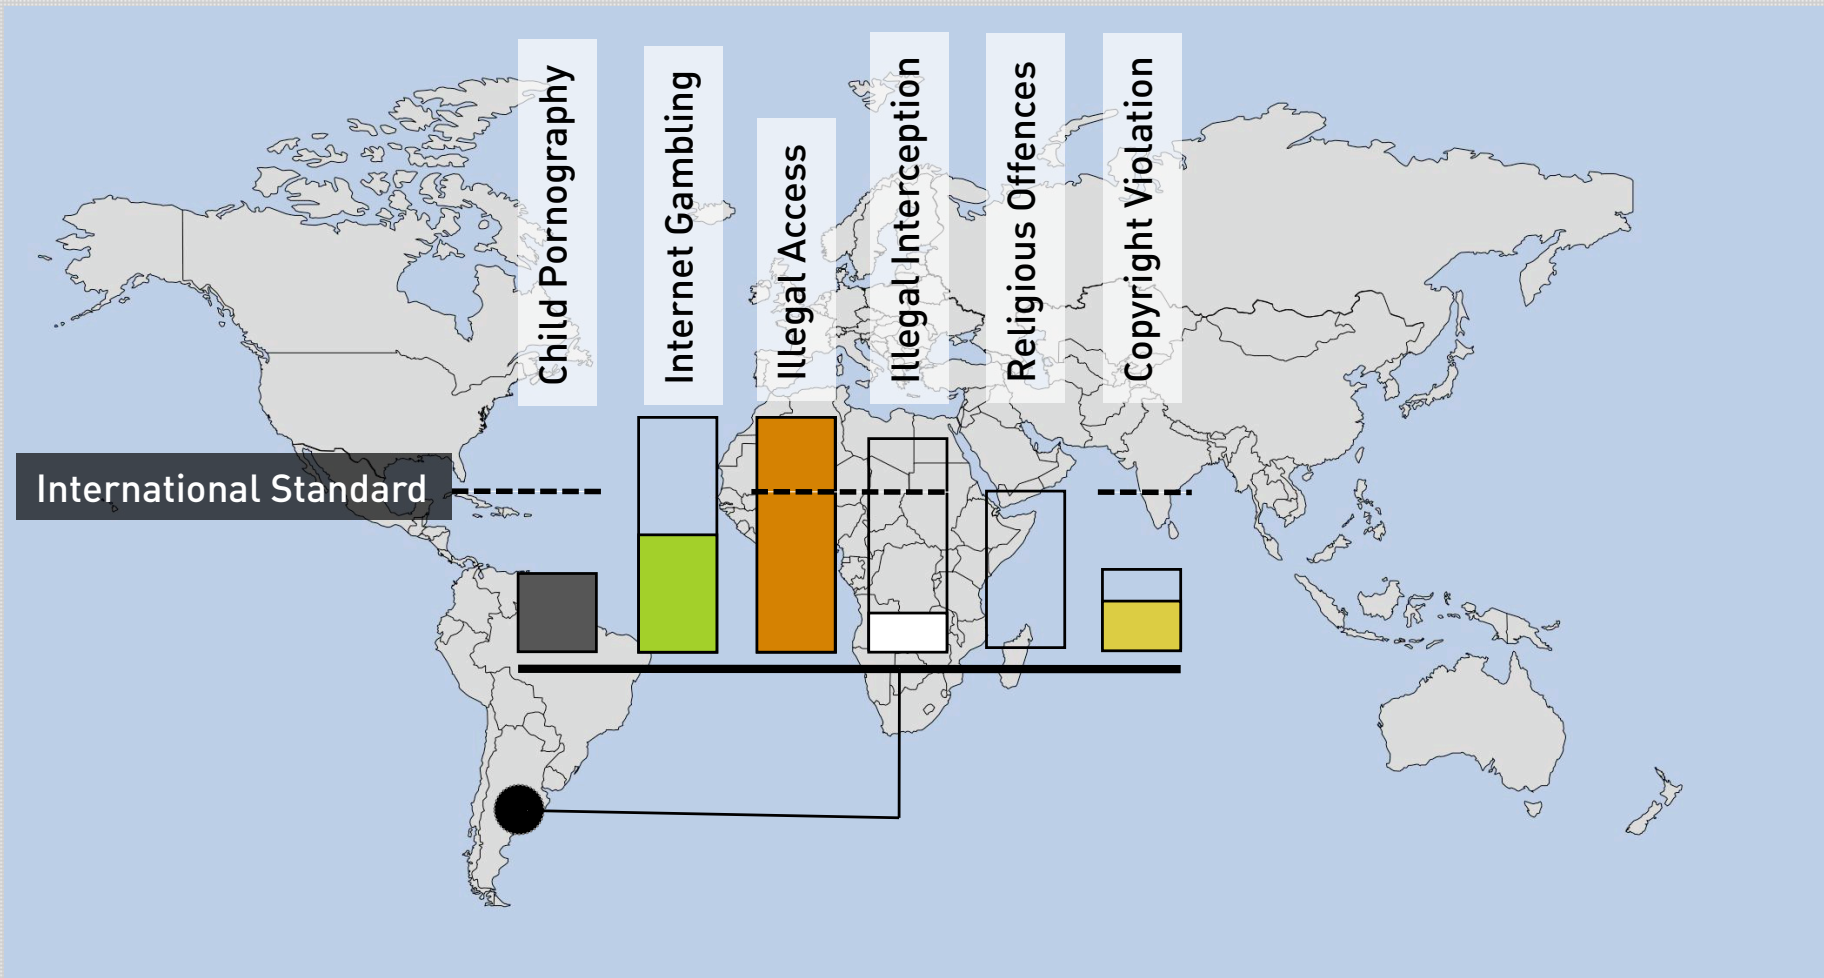 Child Pornography
Internet Gambling
Illegal Access
Illegal Interception
Religious Offences
Copyright Violation
International Standard